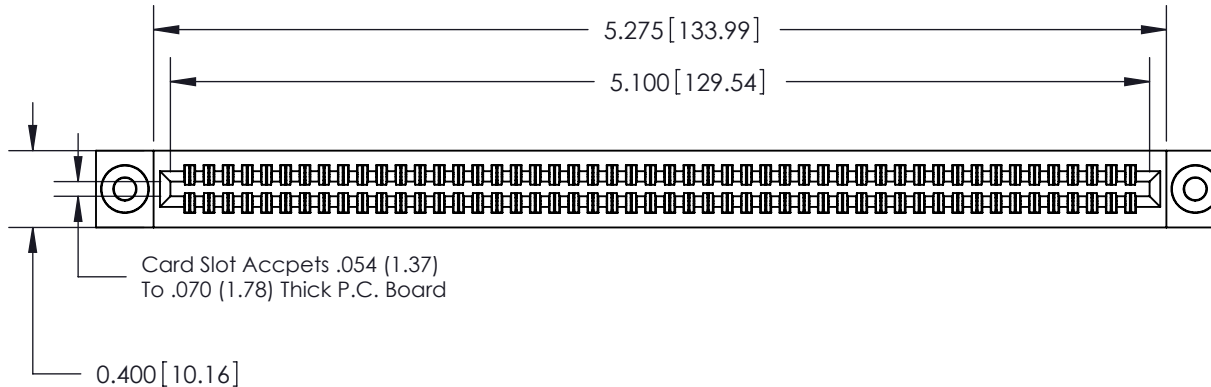 5.275[133.99]
5.100[129.54]
Card Slot Accpets .054 (1.37)
To .070 (1.78) Thick P.C. Board
0.400[10.16]